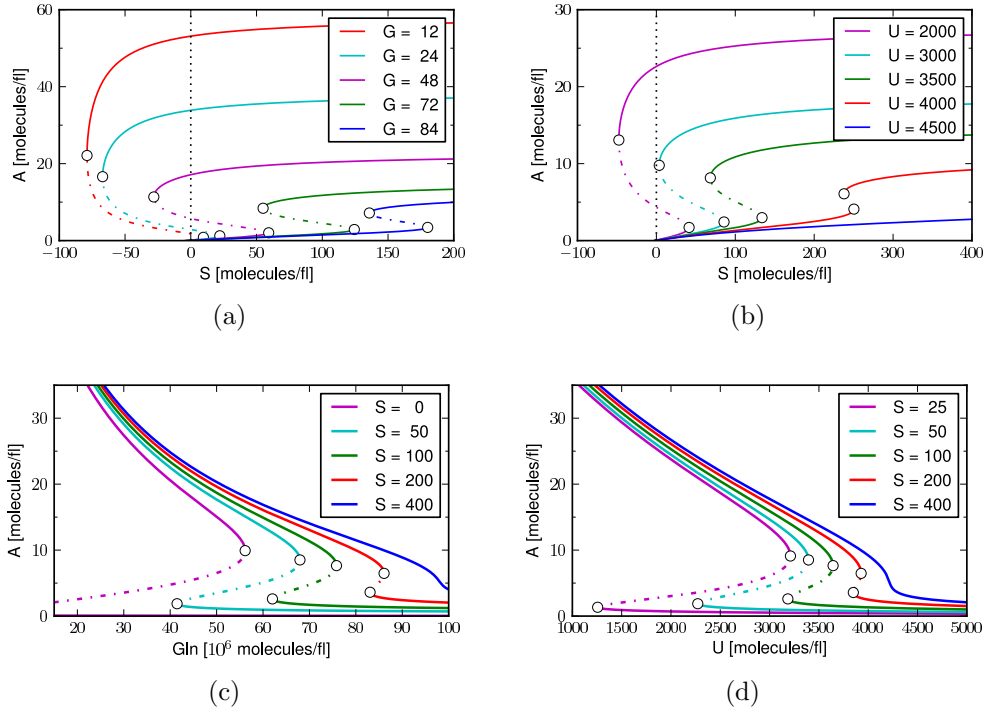 60
50
40
30
20
10
0
A [molecules/fl]
G = 12
G = 24
G = 48
G = 72
G = 84
−100
−50
0
50
100
150
200
S [molecules/fl]
(a)
30
20
10
0
A [molecules/fl]
U = 2000
U = 3000
U = 3500
U = 4000
U = 4500
−100
0
100
200
300
400
S [molecules/fl]
(b)
30
20
10
0
A [molecules/fl]
S = 0
S = 50
S = 100
S = 200
S = 400
20
30
40
50
60
70
80
90
100
Gln [10⁶ molecules/fl]
(c)
30
20
10
0
A [molecules/fl]
S = 25
S = 50
S = 100
S = 200
S = 400
1000
1500
2000
2500
3000
3500
4000
4500
5000
U [molecules/fl]
(d)